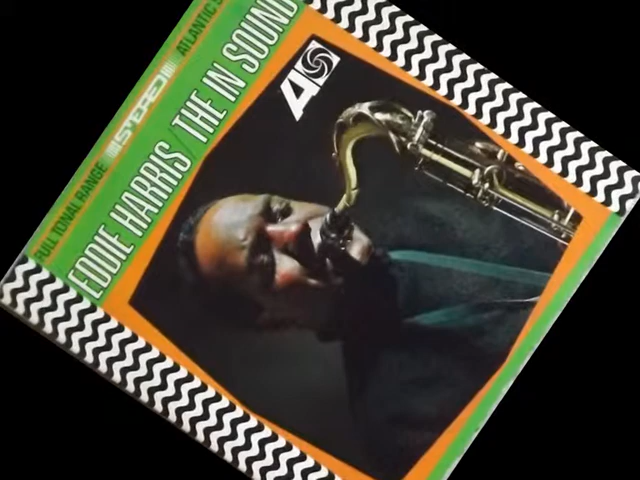 FULL TONAL RANGE STEREO ATLANTIC
EDDIE HARRIS / THE IN SOUND
A